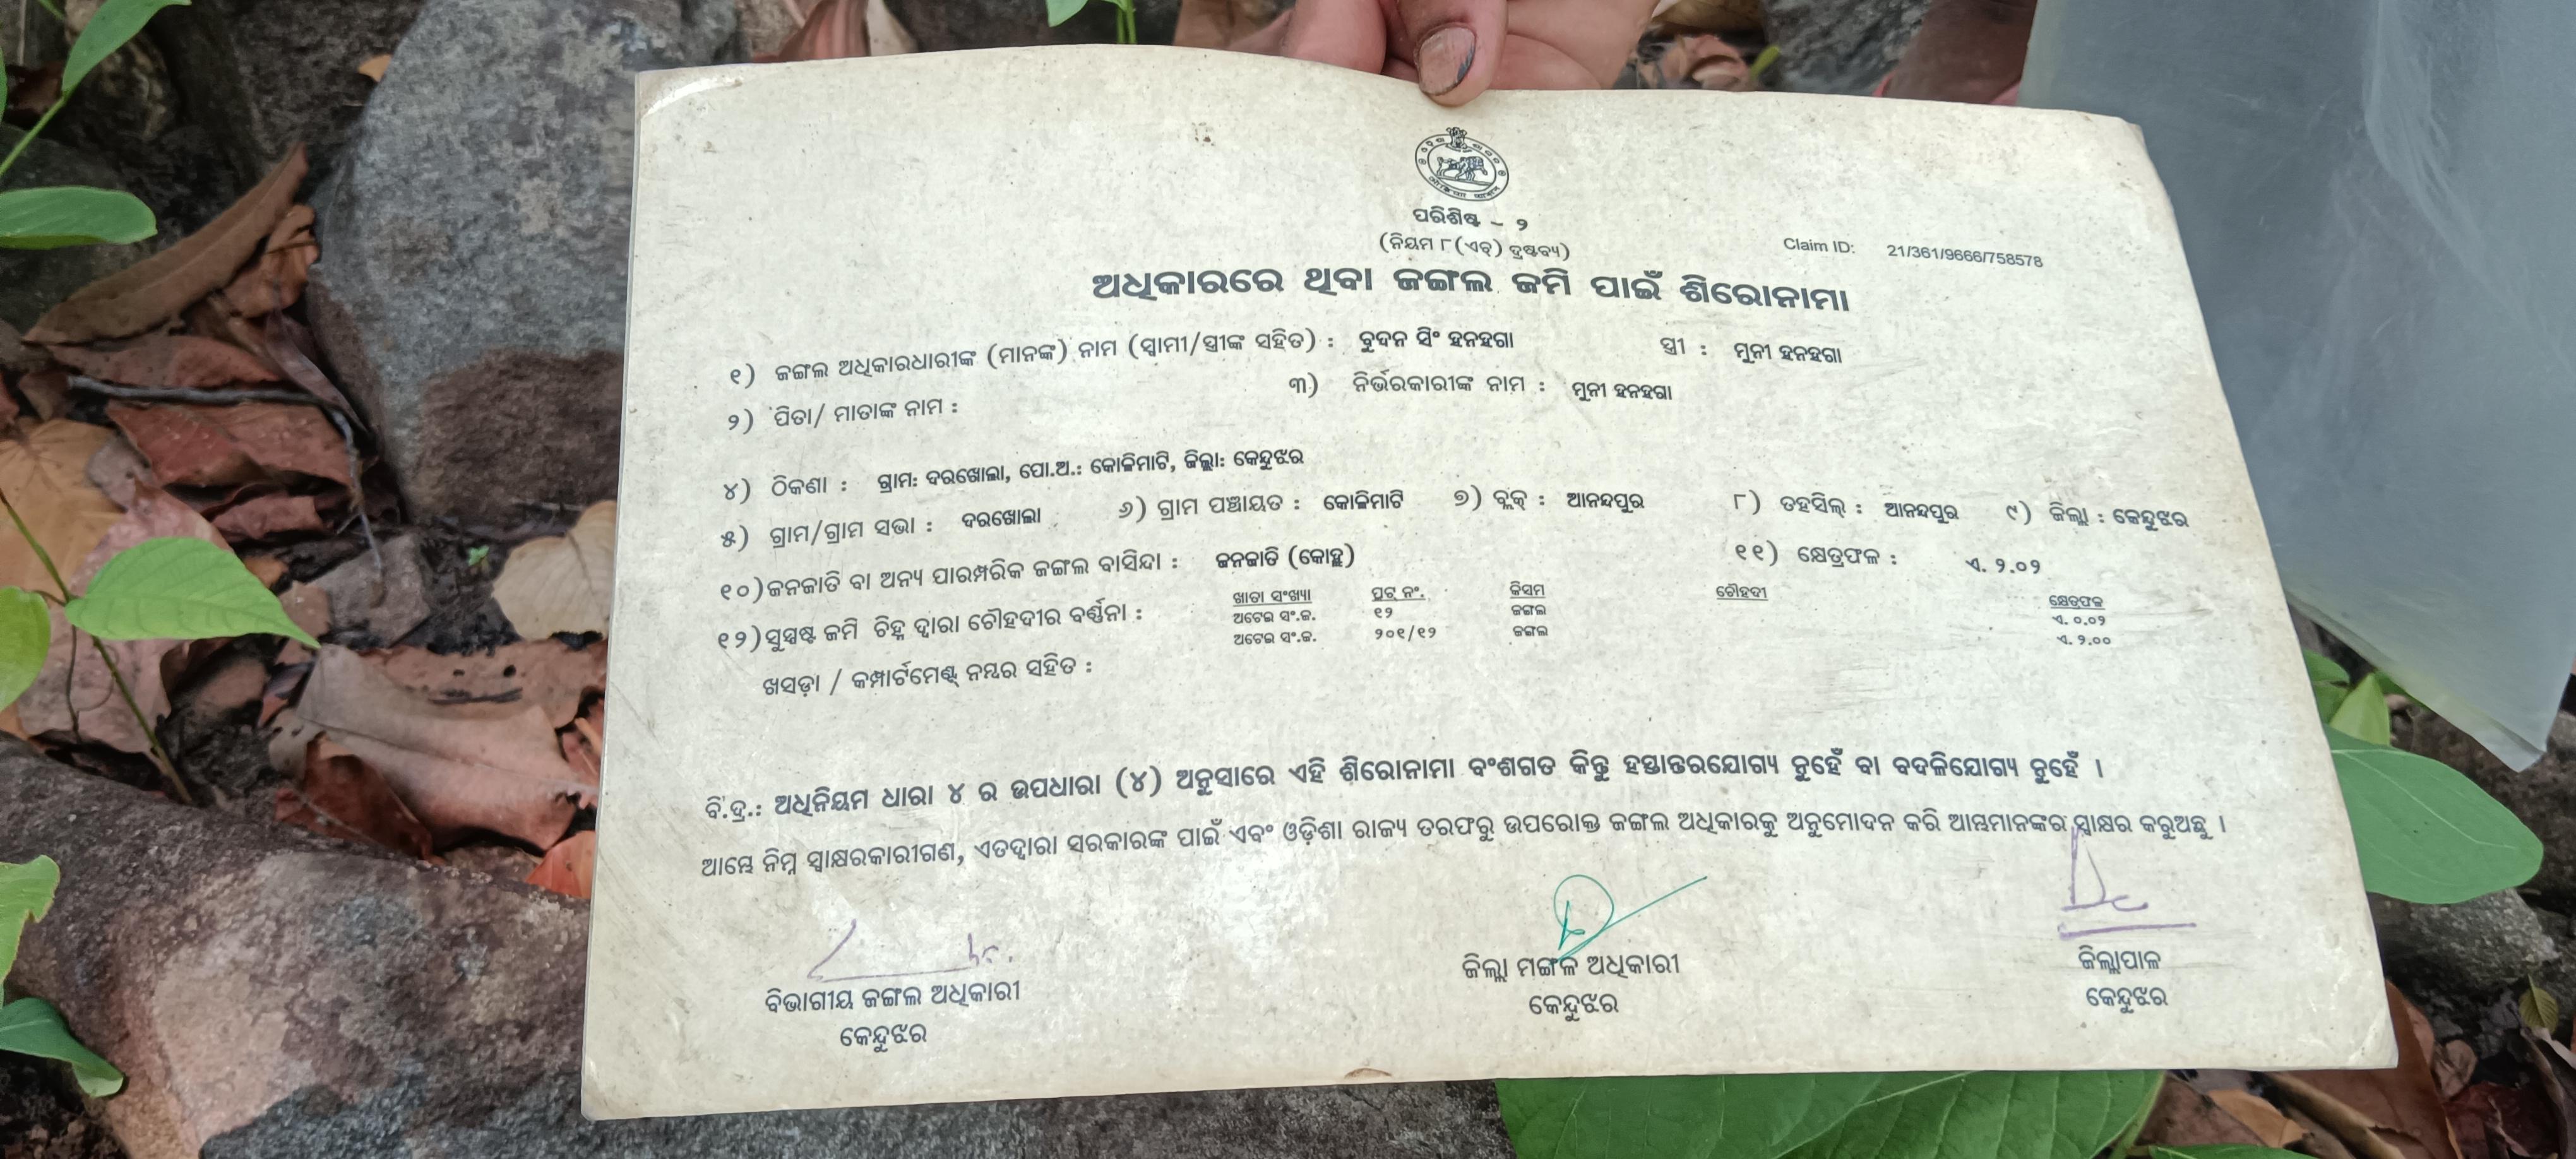 ପରିଶିଷ୍ଟ - ୨
(ନିୟମ ୮(ଏଚ୍) ଦ୍ରଷ୍ଟବ୍ୟ)
Claim ID: 21/361/9666/758578
ଅଧିକାରରେ ଥିବା ଜଙ୍ଗଲ ଜମି ପାଇଁ ଶିରୋନାମା
୧) ଜଙ୍ଗଲ ଅଧିକାରଧାରୀଙ୍କ (ମାନଙ୍କ) ନାମ (ସ୍ୱାମୀ/ସ୍ତ୍ରୀଙ୍କ ସହିତ) : ବୁଦନ ସିଂ ହନହଗା ସ୍ତ୍ରୀ : ମୁନୀ ହନହଗା
୨) ପିତା/ ମାତାଙ୍କ ନାମ : ୩) ନିର୍ଭରକାରୀଙ୍କ ନାମ : ମୁନୀ ହନହଗା
୪) ଠିକଣା : ଗ୍ରାମ: ଦରଖୋଲା, ପୋ.ଅ.: କୋଳିମାଟି, ଜିଲ୍ଲା: କେନ୍ଦୁଝର
୫) ଗ୍ରାମ/ଗ୍ରାମ ସଭା : ଦରଖୋଲା ୬) ଗ୍ରାମ ପଞ୍ଚାୟତ : କୋଳିମାଟି ୭) ବ୍ଲକ୍ : ଆନନ୍ଦପୁର ୮) ତହସିଲ୍ : ଆନନ୍ଦପୁର ୯) ଜିଲ୍ଲା : କେନ୍ଦୁଝର
୧୦) ଜନଜାତି ବା ଅନ୍ୟ ପାରମ୍ପରିକ ଜଙ୍ଗଲ ବାସିନ୍ଦା : ଜନଜାତି (କୋହ୍ଲ) ୧୧) କ୍ଷେତ୍ରଫଳ : ଏ. ୨.୦୨
୧୨) ସୁସ୍ପଷ୍ଟ ଜମି ଚିହ୍ନ ଦ୍ୱାରା ଚୌହଦୀର ବର୍ଣ୍ଣନା : ଖାତା ସଂଖ୍ୟା ପ୍ଲଟ୍ ନଂ. କିସମ ଚୌହଦୀ କ୍ଷେତ୍ରଫଳ
ଅଟେଇ ସଂ.ଜ. ୧୨ ଜଙ୍ଗଲ ଏ. ୦.୦୨
ଅଟେଇ ସଂ.ଜ. ୨୦୧/୧୨ ଜଙ୍ଗଲ ଏ. ୨.୦୦
ଖସଡ଼ା / କମ୍ପାର୍ଟମେଣ୍ଟ୍ ନମ୍ବର ସହିତ :
ବି.ଦ୍ର.: ଅଧିନିୟମ ଧାରା ୪ ର ଉପଧାରା (୪) ଅନୁସାରେ ଏହି ଶିରୋନାମା ବଂଶଗତ କିନ୍ତୁ ହସ୍ତାନ୍ତରଯୋଗ୍ୟ ନୁହେଁ ବା ବଦଳିଯୋଗ୍ୟ ନୁହେଁ ।
ଆମ୍ଭେ ନିମ୍ନ ସ୍ୱାକ୍ଷରକାରୀଗଣ, ଏତଦ୍ୱାରା ସରକାରଙ୍କ ପାଇଁ ଏବଂ ଓଡ଼ିଶା ରାଜ୍ୟ ତରଫରୁ ଉପରୋକ୍ତ ଜଙ୍ଗଲ ଅଧିକାରକୁ ଅନୁମୋଦନ କରି ଆମ୍ଭମାନଙ୍କର ସ୍ୱାକ୍ଷର କରୁଅଛୁ ।
ବିଭାଗୀୟ ଜଙ୍ଗଲ ଅଧିକାରୀ
କେନ୍ଦୁଝର
ଜିଲ୍ଲା ମଙ୍ଗଳ ଅଧିକାରୀ
କେନ୍ଦୁଝର
ଜିଲ୍ଲାପାଳ
କେନ୍ଦୁଝର